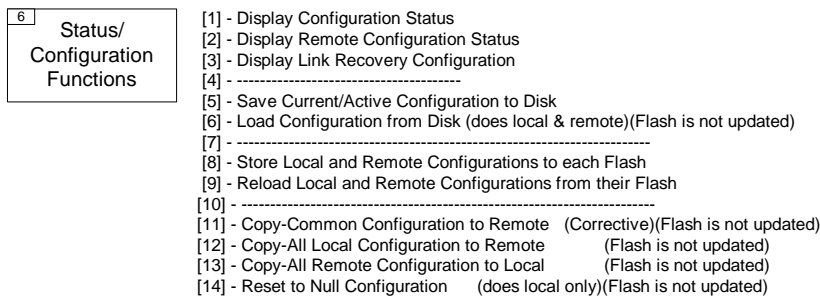 6
Status/
Configuration
Functions
[1] - Display Configuration Status
[2] - Display Remote Configuration Status
[3] - Display Link Recovery Configuration
[4] - ---------------------------------------
[5] - Save Current/Active Configuration to Disk
[6] - Load Configuration from Disk (does local & remote)(Flash is not updated)
[7] - ------------------------------------------------------------------------
[8] - Store Local and Remote Configurations to each Flash
[9] - Reload Local and Remote Configurations from their Flash
[10] - ------------------------------------------------------------------------
[11] - Copy-Common Configuration to Remote (Corrective)(Flash is not updated)
[12] - Copy-All Local Configuration to Remote (Flash is not updated)
[13] - Copy-All Remote Configuration to Local (Flash is not updated)
[14] - Reset to Null Configuration (does local only)(Flash is not updated)